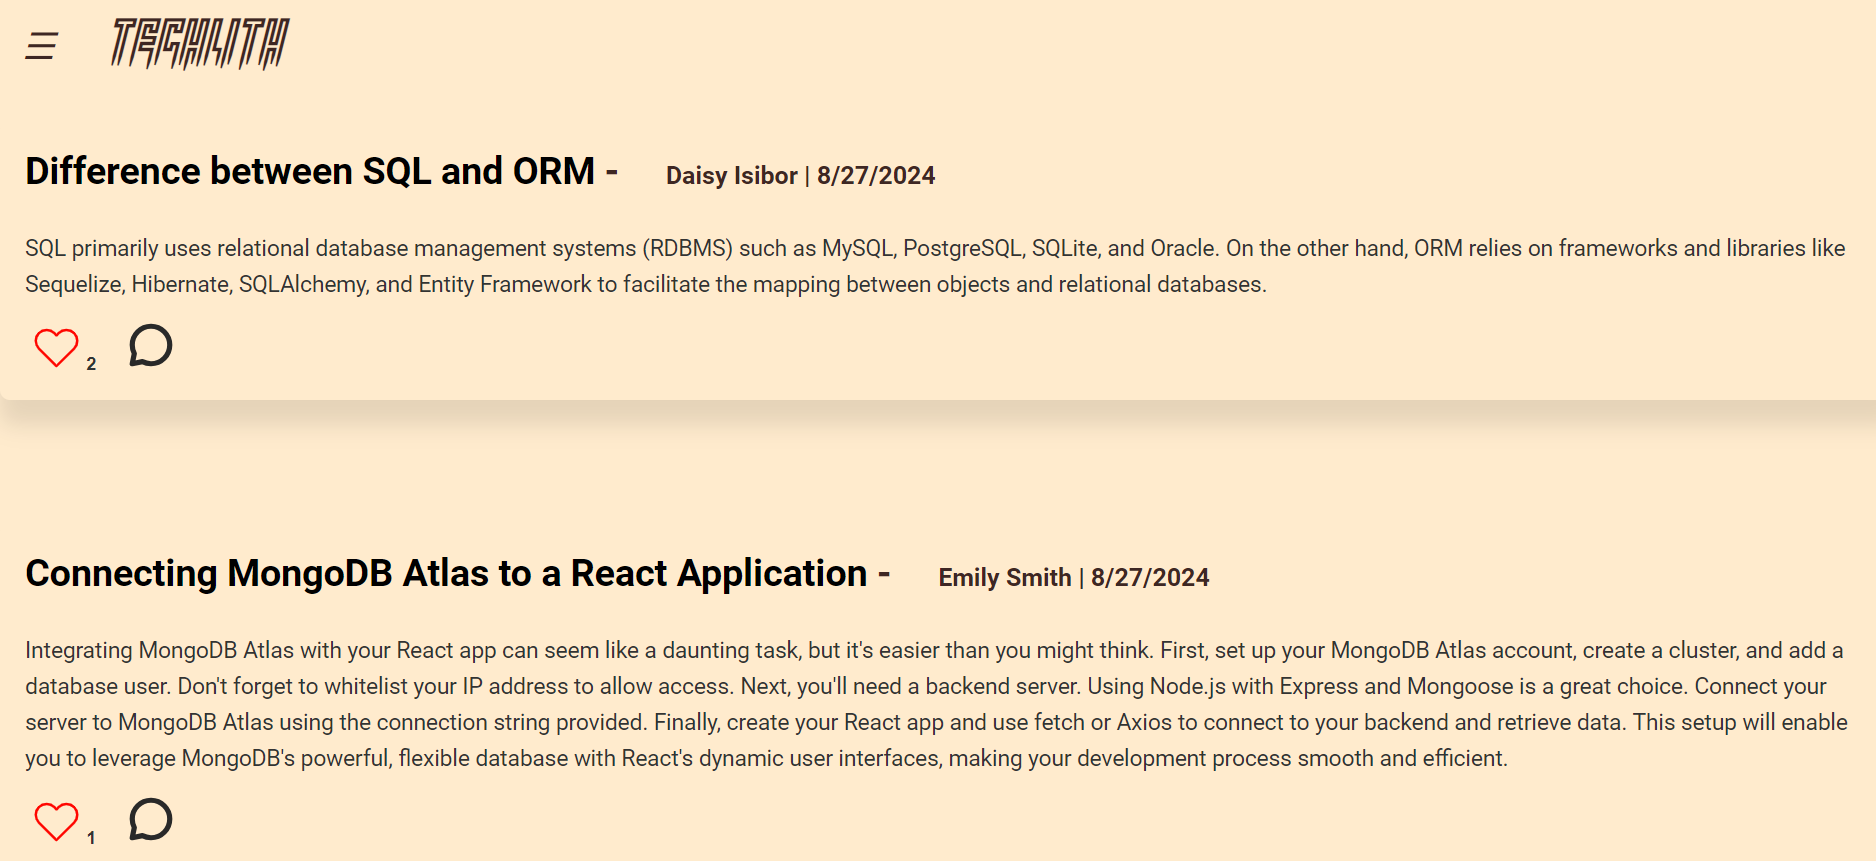 TECHLITH
Difference between SQL and ORM - Daisy Isibor | 8/27/2024
SQL primarily uses relational database management systems (RDBMS) such as MySQL, PostgreSQL, SQLite, and Oracle. On the other hand, ORM relies on frameworks and libraries like
Sequelize, Hibernate, SQLAlchemy, and Entity Framework to facilitate the mapping between objects and relational databases.
2
Connecting MongoDB Atlas to a React Application - Emily Smith | 8/27/2024
Integrating MongoDB Atlas with your React app can seem like a daunting task, but it's easier than you might think. First, set up your MongoDB Atlas account, create a cluster, and add a
database user. Don't forget to whitelist your IP address to allow access. Next, you'll need a backend server. Using Node.js with Express and Mongoose is a great choice. Connect your
server to MongoDB Atlas using the connection string provided. Finally, create your React app and use fetch or Axios to connect to your backend and retrieve data. This setup will enable
you to leverage MongoDB's powerful, flexible database with React's dynamic user interfaces, making your development process smooth and efficient.
1